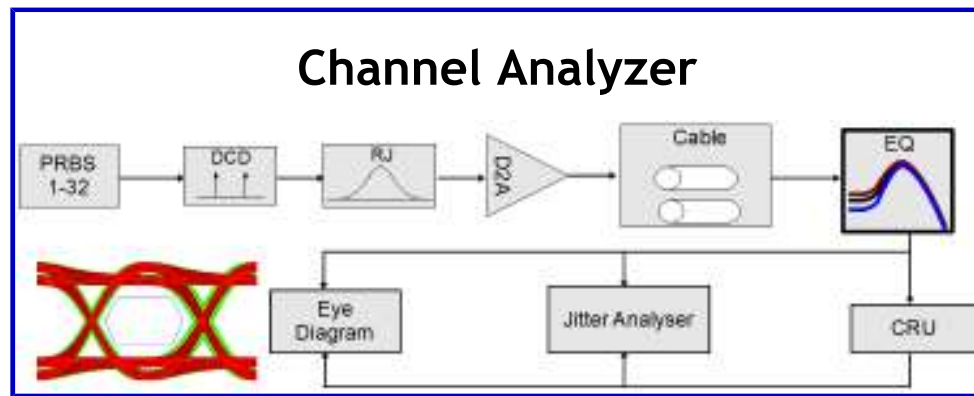 Channel Analyzer
PRBS
1-32
DCD
RJ
D2A
Cable
EQ
Eye
Diagram
Jitter Analyser
CRU